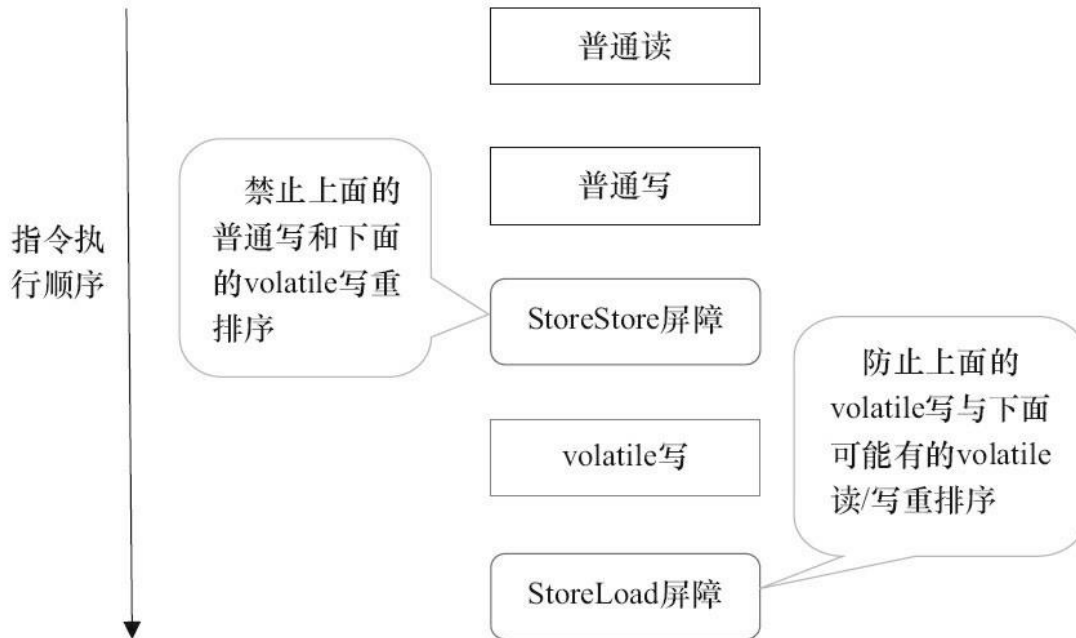 普通读
普通写
禁止上面的
普通写和下面
的volatile写重
排序
指令执
行顺序
StoreStore屏障
防止上面的
volatile写与下面
可能有的volatile
读/写重排序
volatile写
StoreLoad屏障